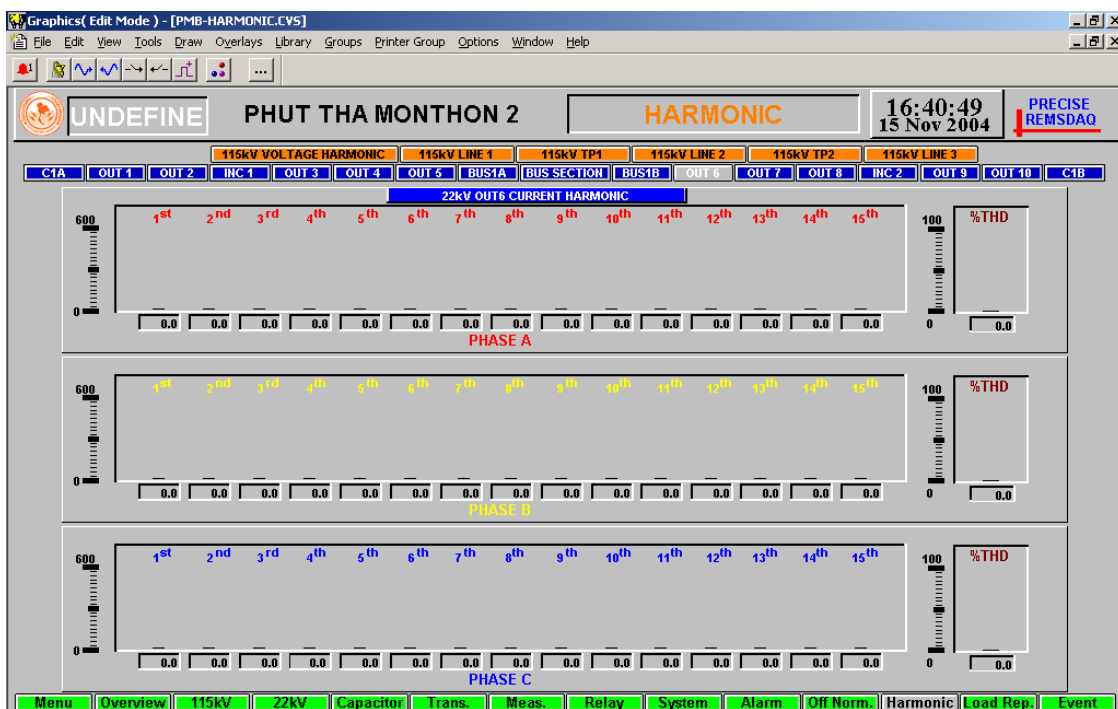 Graphics( Edit Mode ) - [PMB-HARMONIC.CVS]
File Edit View Tools Draw Overlays Library Groups Printer Group Options Window Help
1 ...
UNDEFINE PHUT THA MONTHON 2 HARMONIC 16:40:49 15 Nov 2004 PRECISE REMSDAQ
115kV VOLTAGE HARMONIC 115kV LINE 1 115kV TP1 115kV LINE 2 115kV TP2 115kV LINE 3
C1A OUT 1 OUT 2 INC 1 OUT 3 OUT 4 OUT 5 BUS1A BUS SECTION BUS1B OUT 6 OUT 7 OUT 8 INC 2 OUT 9 OUT 10 C1B
22kV OUT6 CURRENT HARMONIC
600 1st 2nd 3rd 4th 5th 6th 7th 8th 9th 10th 11th 12th 13th 14th 15th 100 %THD
0
0.0 0.0 0.0 0.0 0.0 0.0 0.0 0.0 0.0 0.0 0.0 0.0 0.0 0.0 0.0 0 0.0
PHASE A
600 1st 2nd 3rd 4th 5th 6th 7th 8th 9th 10th 11th 12th 13th 14th 15th 100 %THD
0
0.0 0.0 0.0 0.0 0.0 0.0 0.0 0.0 0.0 0.0 0.0 0.0 0.0 0.0 0.0 0 0.0
PHASE B
600 1st 2nd 3rd 4th 5th 6th 7th 8th 9th 10th 11th 12th 13th 14th 15th 100 %THD
0
0.0 0.0 0.0 0.0 0.0 0.0 0.0 0.0 0.0 0.0 0.0 0.0 0.0 0.0 0.0 0 0.0
PHASE C
Menu Overview 115kV 22kV Capacitor Trans. Meas. Relay System Alarm Off Norm. Harmonic Load Rep. Event